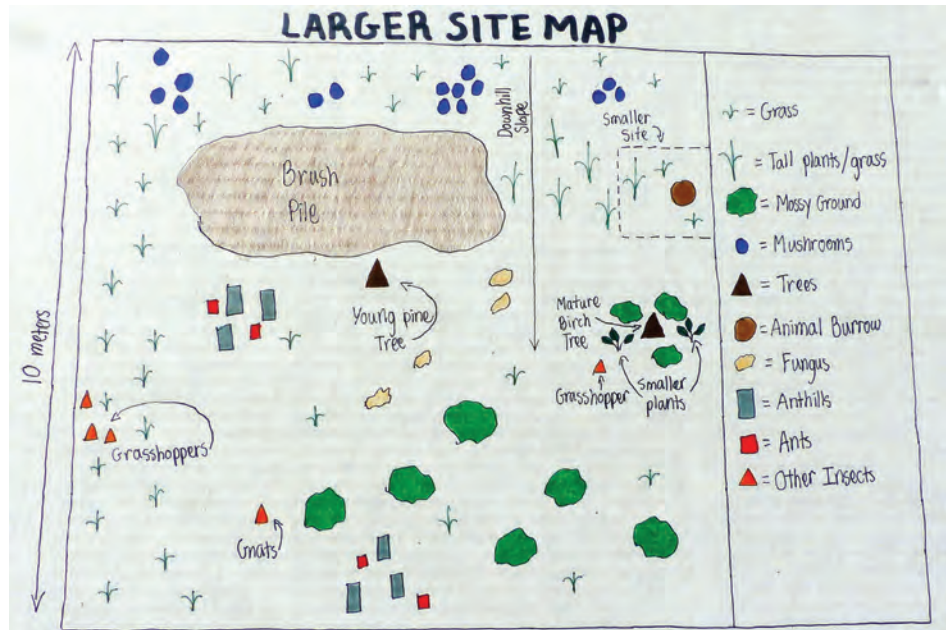 LARGER SITE MAP
10 meters
Brush
Pile
Downhill
Slope
Smaller
Site
Young pine
Tree
Mature
Birch
Tree
Grasshopper
Smaller
plants
Grasshoppers
Gnats
= Grass
= Tall plants/grass
= Mossy Ground
= Mushrooms
= Trees
= Animal Burrow
= Fungus
= Anthills
= Ants
= Other Insects